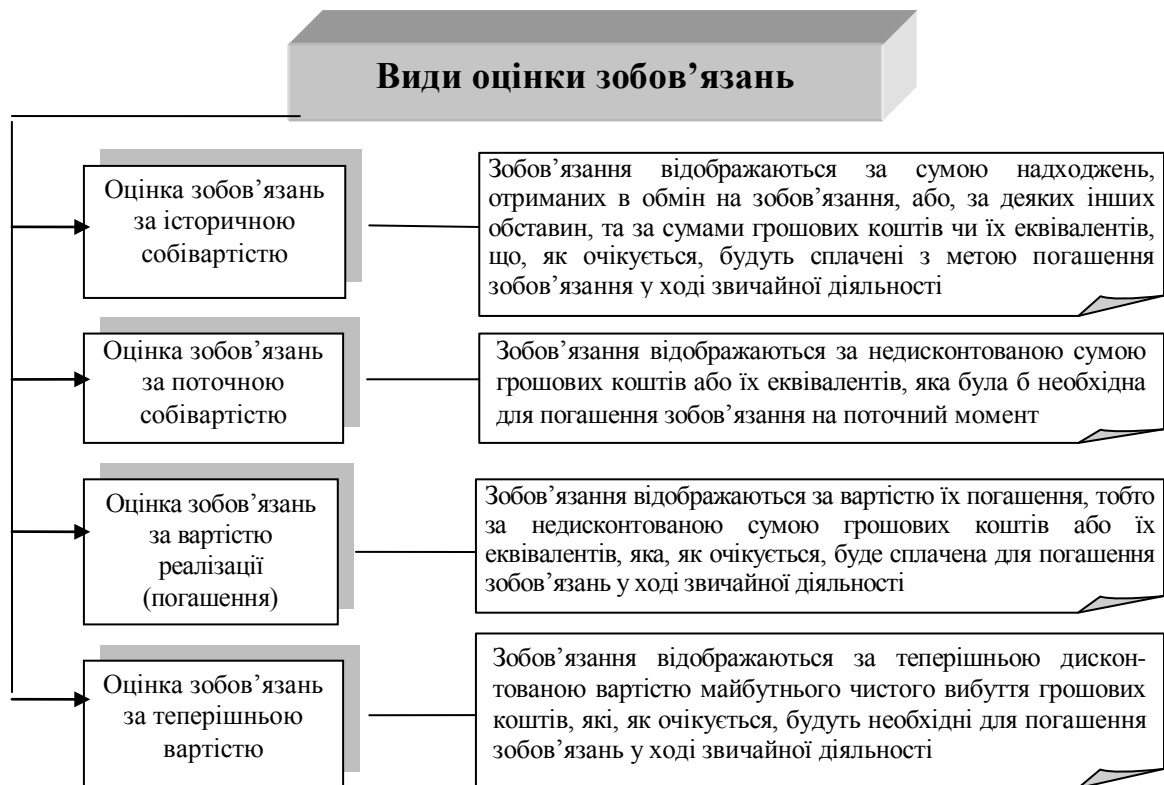 Види оцінки зобов’язань
Оцінка зобов’язань
за історичною
собівартістю
Зобов’язання відображаються за сумою надходжень,
отриманих в обмін на зобов’язання, або, за деяких інших
обставин, та за сумами грошових коштів чи їх еквівалентів,
що, як очікується, будуть сплачені з метою погашення
зобов’язання у ході звичайної діяльності
Оцінка зобов’язань
за поточною
собівартістю
Зобов’язання відображаються за недисконтованою сумою
грошових коштів або їх еквівалентів, яка була б необхідна
для погашення зобов’язання на поточний момент
Оцінка зобов’язань
за вартістю
реалізації
(погашення)
Зобов’язання відображаються за вартістю їх погашення, тобто
за недисконтованою сумою грошових коштів або їх
еквівалентів, яка, як очікується, буде сплачена для погашення
зобов’язань у ході звичайної діяльності
Оцінка зобов’язань
за теперішньою
вартістю
Зобов’язання відображаються за теперішньою дискон-
тованою вартістю майбутнього чистого вибуття грошових
коштів, які, як очікується, будуть необхідні для погашення
зобов’язань у ході звичайної діяльності